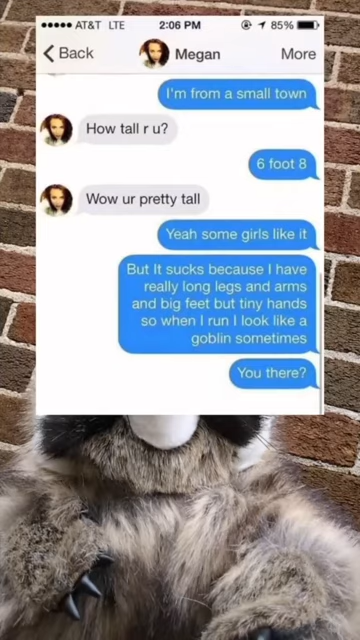 AT&T LTE 2:06 PM 85%
Back Megan More
I'm from a small town
How tall r u?
6 foot 8
Wow ur pretty tall
Yeah some girls like it
But It sucks because I have
really long legs and arms
and big feet but tiny hands
so when I run I look like a
goblin sometimes
You there?